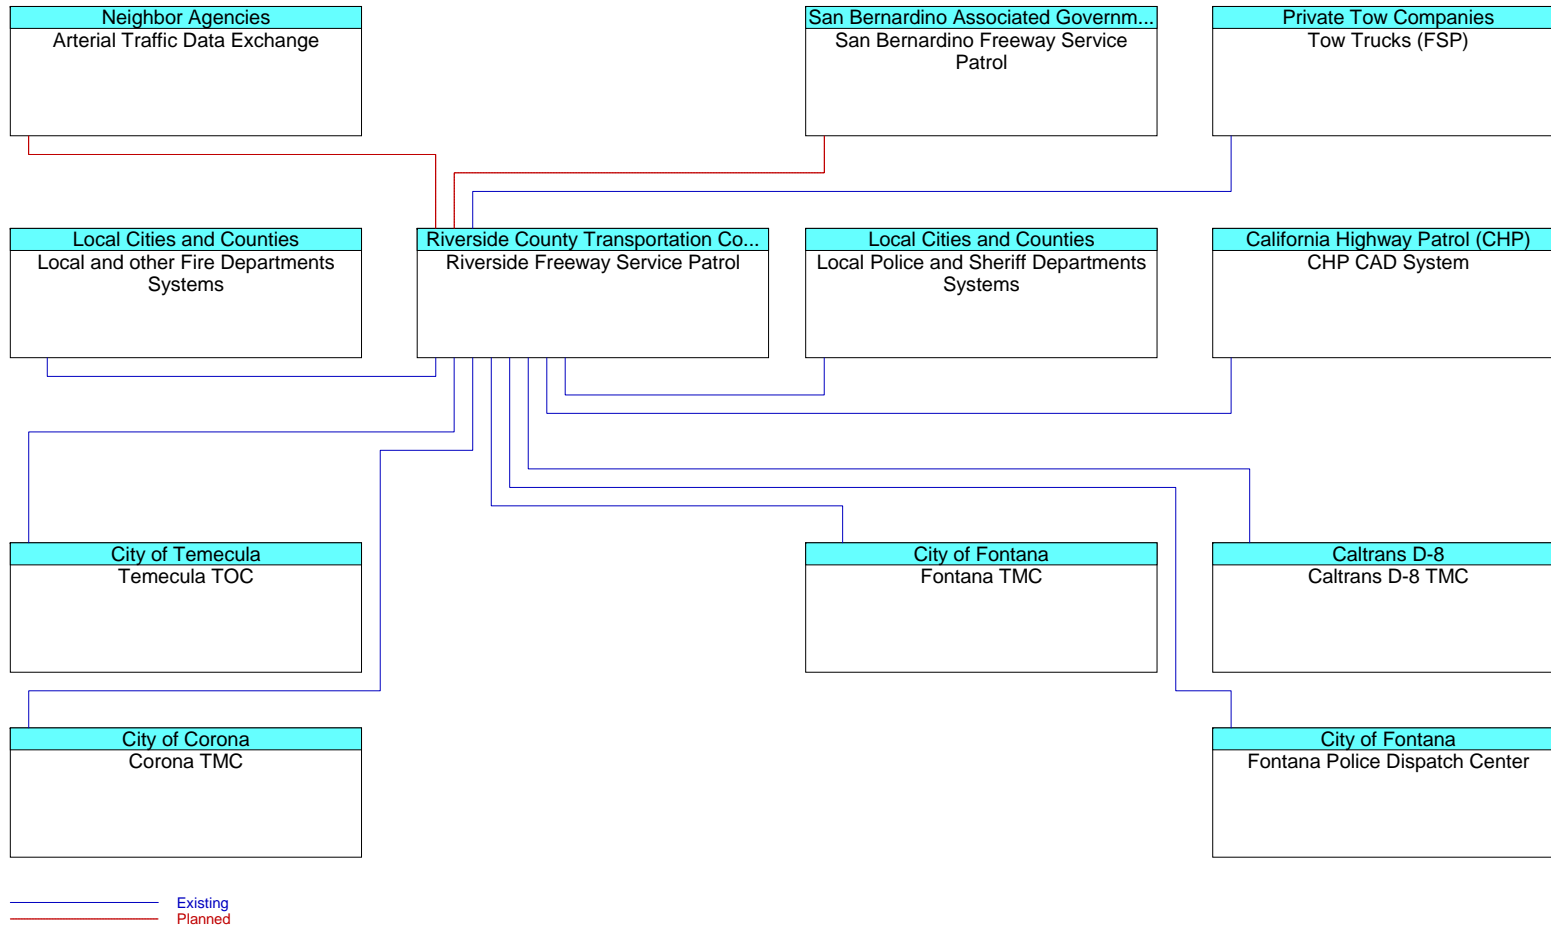 Neighbor Agencies
Arterial Traffic Data Exchange
San Bernardino Associated Governm...
San Bernardino Freeway Service
Patrol
Private Tow Companies
Tow Trucks (FSP)
Local Cities and Counties
Local and other Fire Departments
Systems
Riverside County Transportation Co...
Riverside Freeway Service Patrol
Local Cities and Counties
Local Police and Sheriff Departments
Systems
California Highway Patrol (CHP)
CHP CAD System
City of Temecula
Temecula TOC
City of Fontana
Fontana TMC
Caltrans D-8
Caltrans D-8 TMC
City of Corona
Corona TMC
City of Fontana
Fontana Police Dispatch Center
Existing
Planned